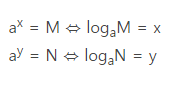 aˣ = M ⇔ logₐM = x
aʸ = N ⇔ logₐN = y